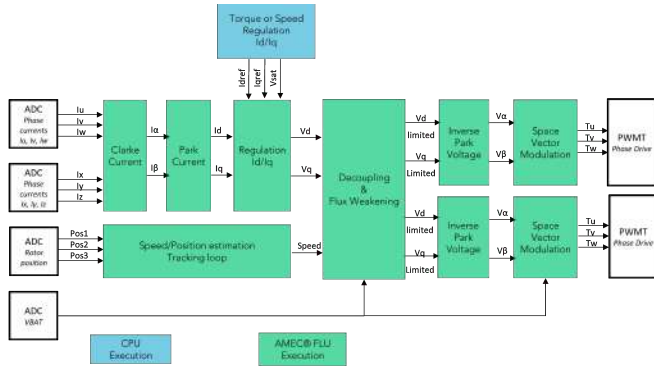 Torque or Speed
Regulation
Id/Iq
Idref
Iqref
Vsat
ADC
Phase
currents
Iu, Iv, Iw
Iu
Iv
Iw
Clarke
Current
Iα
Iβ
Park
Current
Id
Iq
Regulation
Id/Iq
Vd
Vq
Decoupling
&
Flux Weakening
Vd
limited
Vq
Limited
Inverse
Park
Voltage
Vα
Vβ
Space
Vector
Modulation
Tu
Tv
Tw
PWMT
Phase Drive
ADC
Phase
currents
Ix, Iy, Iz
Ix
Iy
Iz
ADC
Rotor
position
Pos1
Pos2
Pos3
Speed/Position estimation
Tracking loop
Speed
Vd
limited
Vq
Limited
Inverse
Park
Voltage
Vα
Vβ
Space
Vector
Modulation
Tu
Tv
Tw
PWMT
Phase Drive
ADC
VBAT
CPU
Execution
AMEC® FLU
Execution